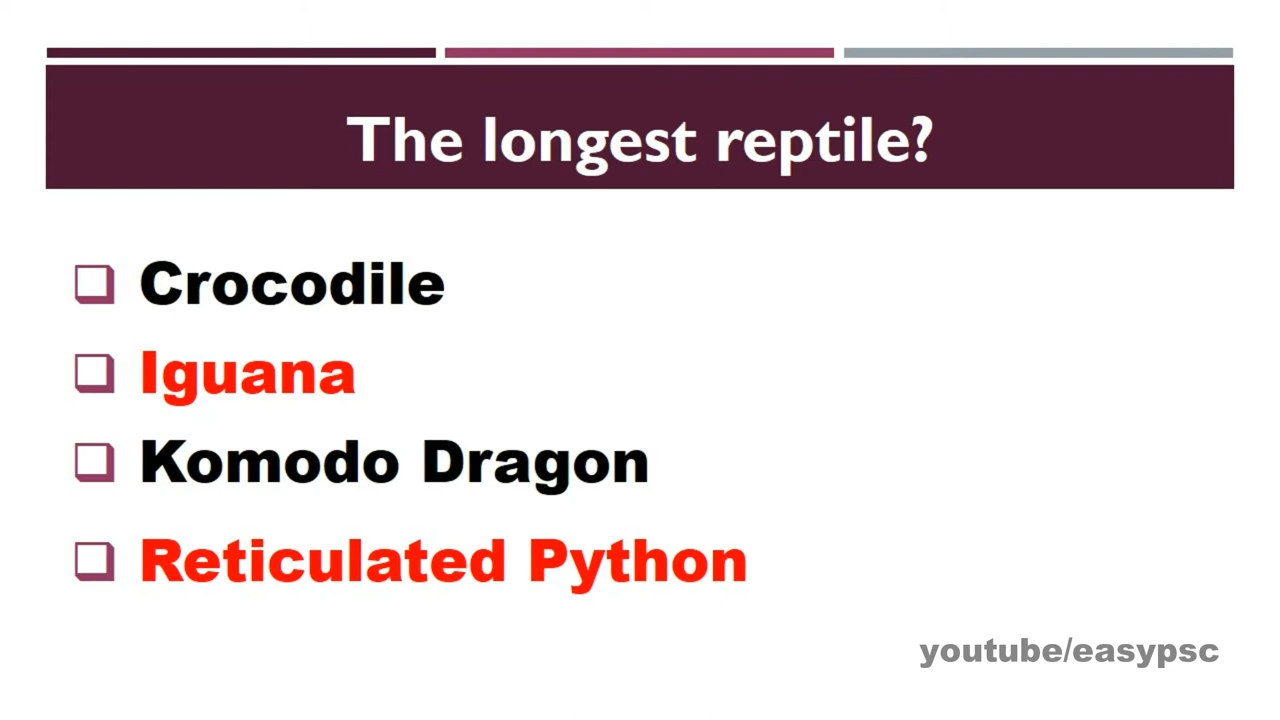 The longest reptile?
Crocodile
Iguana
Komodo Dragon
Reticulated Python
youtube/easypsc